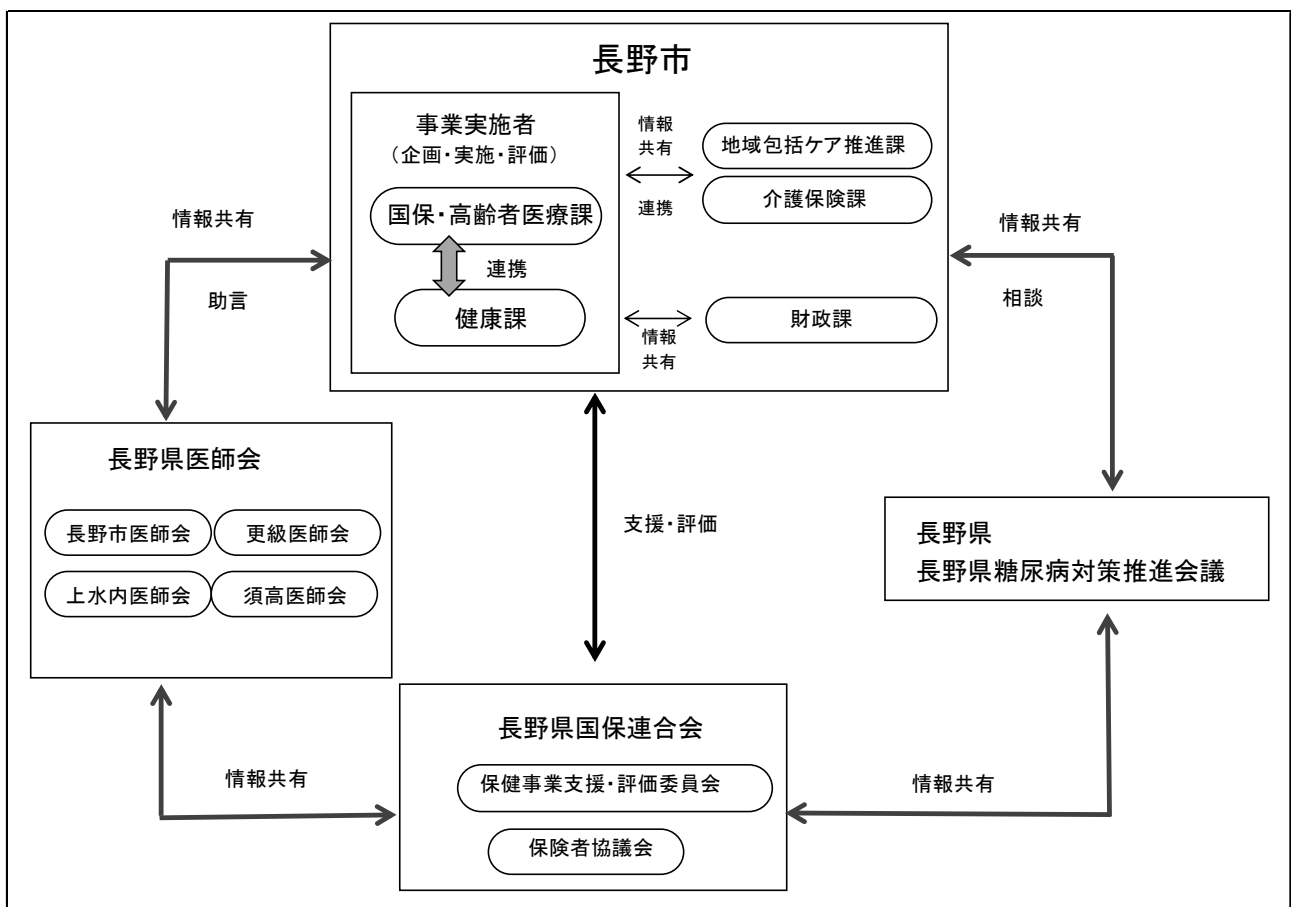 長野市
事業実施者
（企画・実施・評価）
国保・高齢者医療課
連携
健康課
情報
共有
連携
地域包括ケア推進課
介護保険課
情報
共有
財政課
情報共有
助言
情報共有
相談
長野県医師会
長野市医師会
更級医師会
上水内医師会
須高医師会
支援・評価
長野県
長野県糖尿病対策推進会議
長野県国保連合会
保健事業支援・評価委員会
保険者協議会
情報共有
情報共有